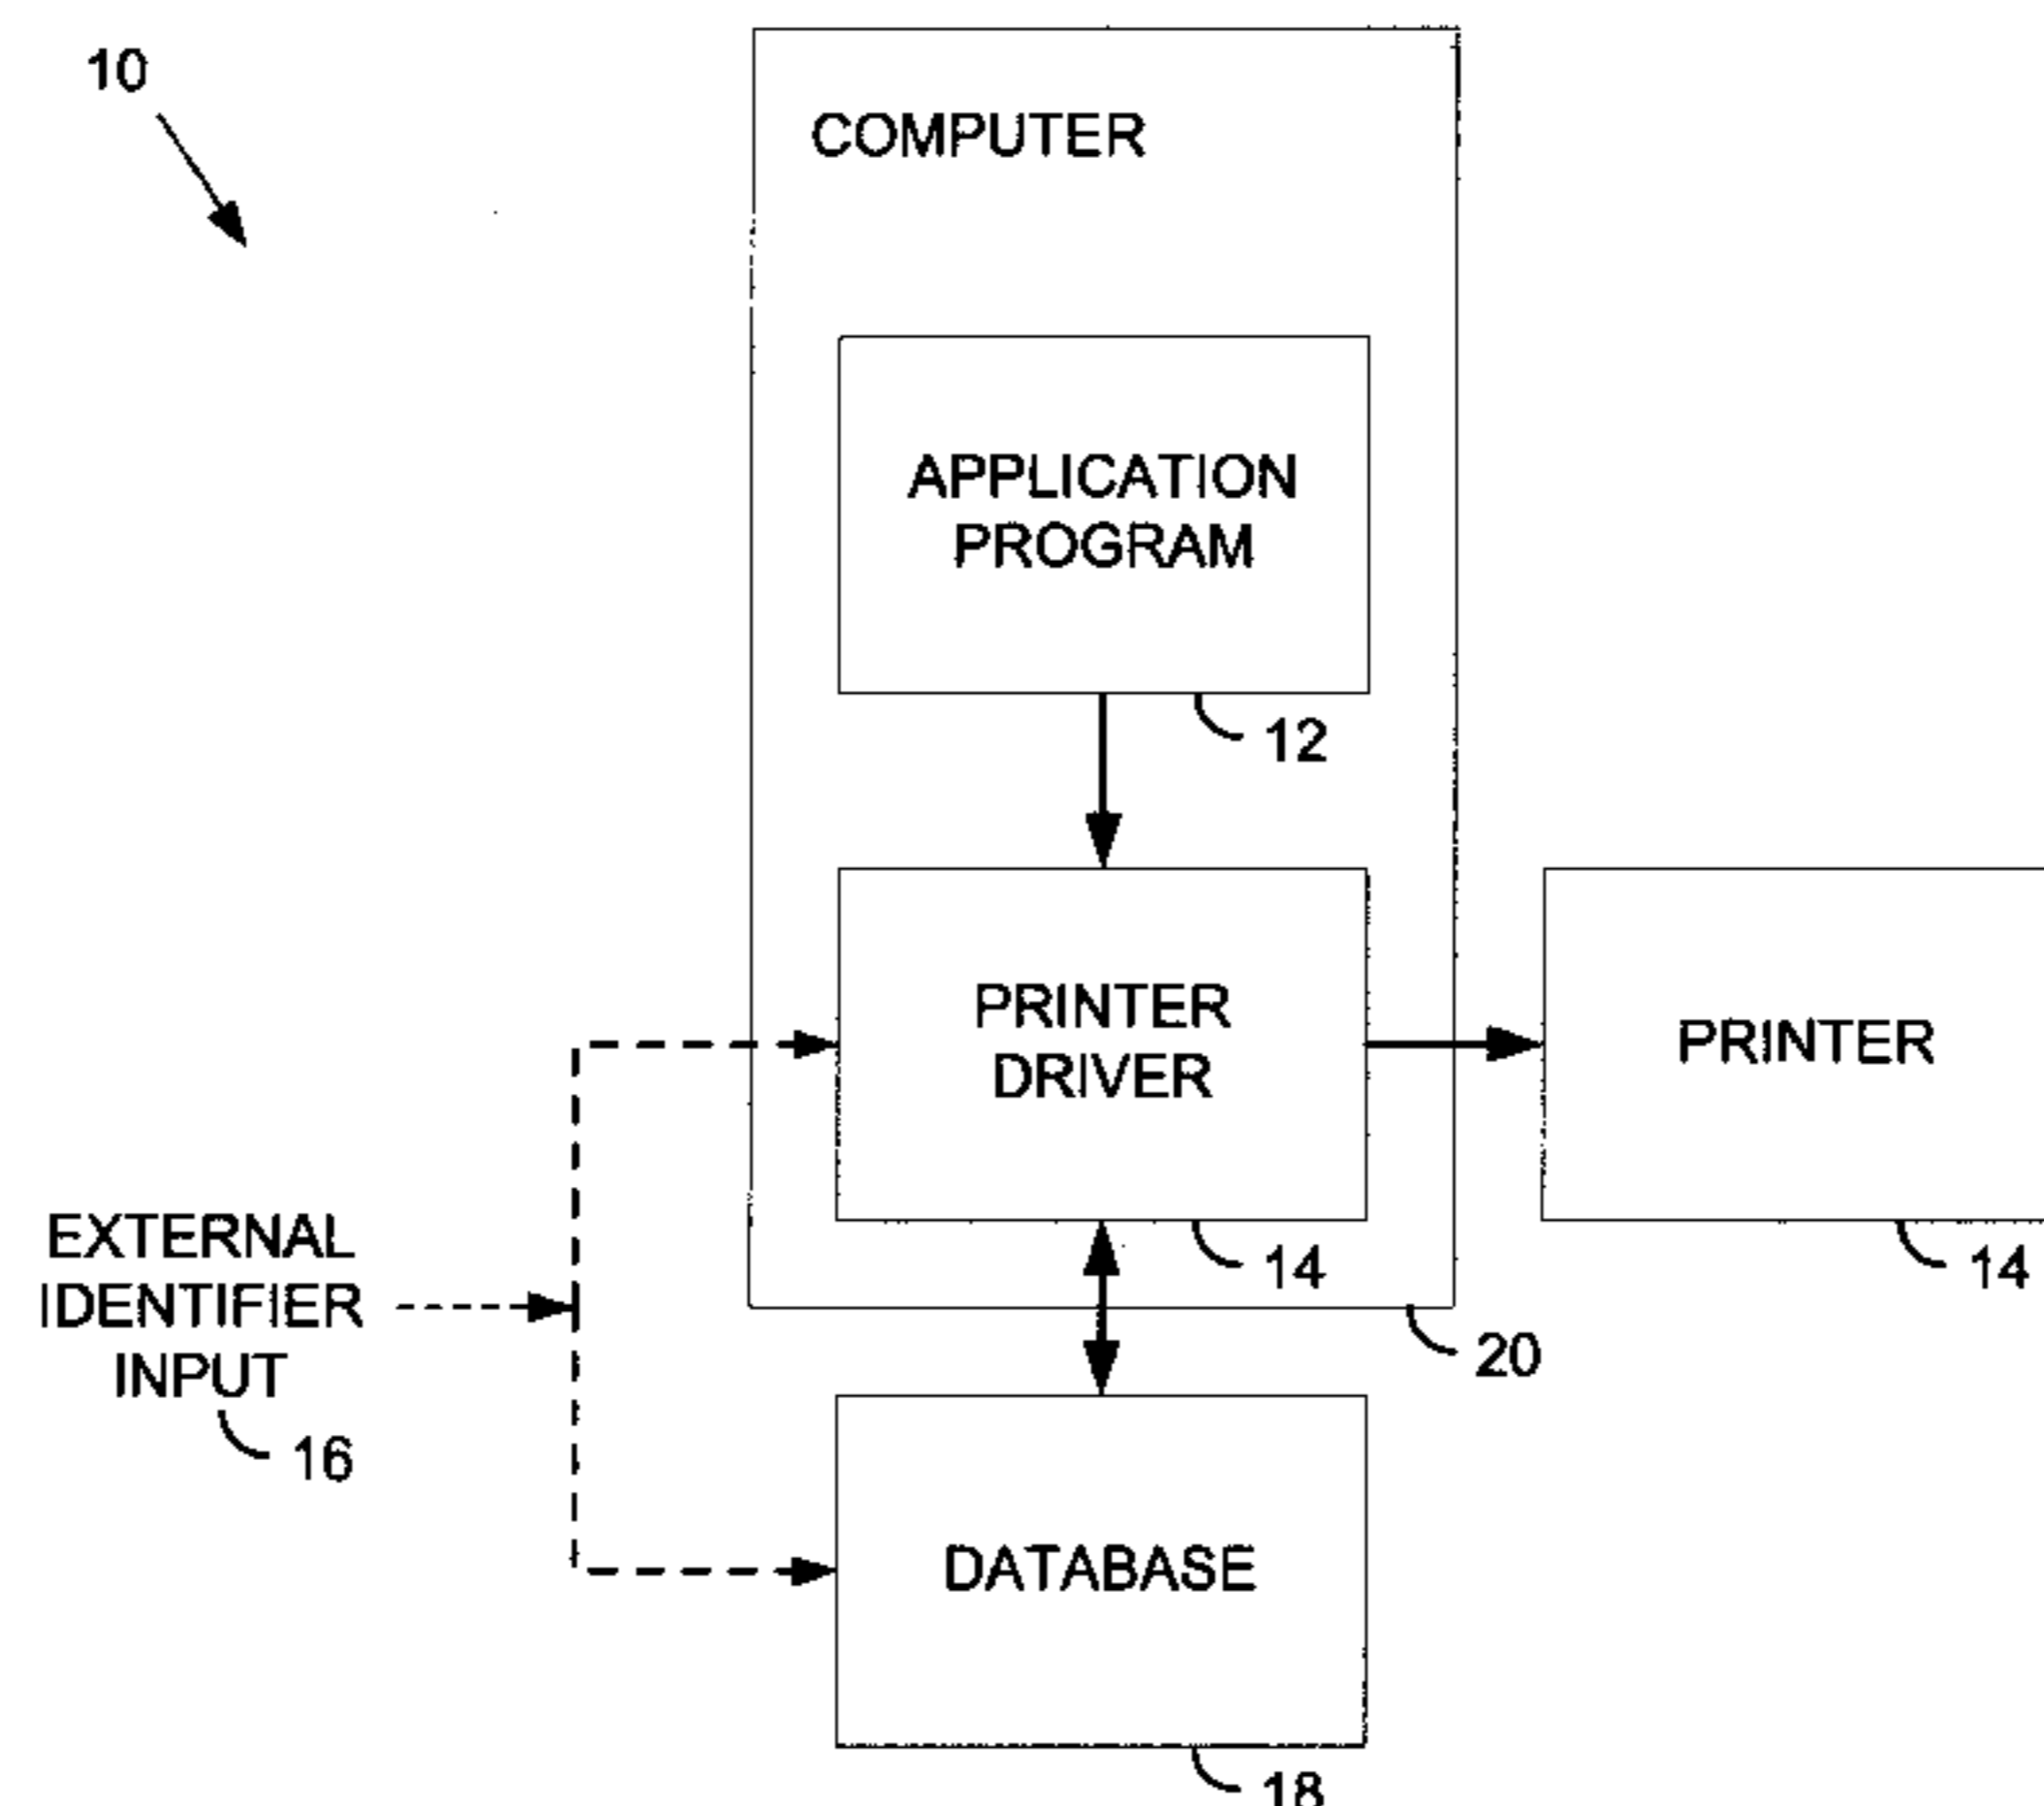 10
COMPUTER
APPLICATION
PROGRAM
12
PRINTER
DRIVER
14
PRINTER
14
EXTERNAL
IDENTIFIER
INPUT
16
20
DATABASE
18